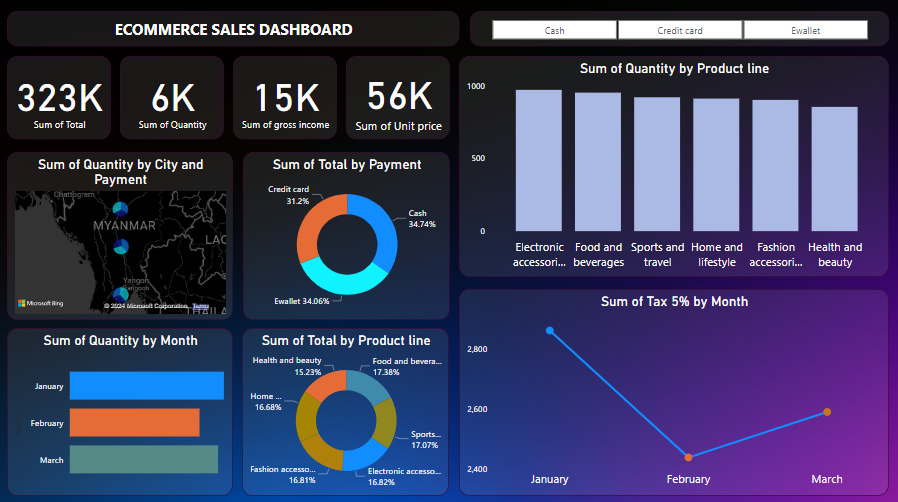 ECOMMERCE SALES DASHBOARD
Cash
Credit card
Ewallet
323K
Sum of Total
6K
Sum of Quantity
15K
Sum of gross income
56K
Sum of Unit price
Sum of Quantity by Product line
1000
500
0
Electronic
accessori...
Food and
beverages
Sports and
travel
Home and
lifestyle
Fashion
accessori...
Health and
beauty
Sum of Quantity by City and
Payment
Chattogram
MYANMAR
LAO
Yangon
Rangoon
THAILA
Microsoft Bing
© 2024 Microsoft Corporation
Terms
Sum of Total by Payment
Credit card
31.2%
Cash
34.74%
Ewallet 34.06%
Sum of Quantity by Month
January
February
March
Sum of Total by Product line
Health and beauty
15.23%
Food and bevera...
17.38%
Home ...
16.68%
Sports...
17.07%
Fashion accesso...
16.81%
Electronic accesso...
16.82%
Sum of Tax 5% by Month
2,800
2,600
2,400
January
February
March